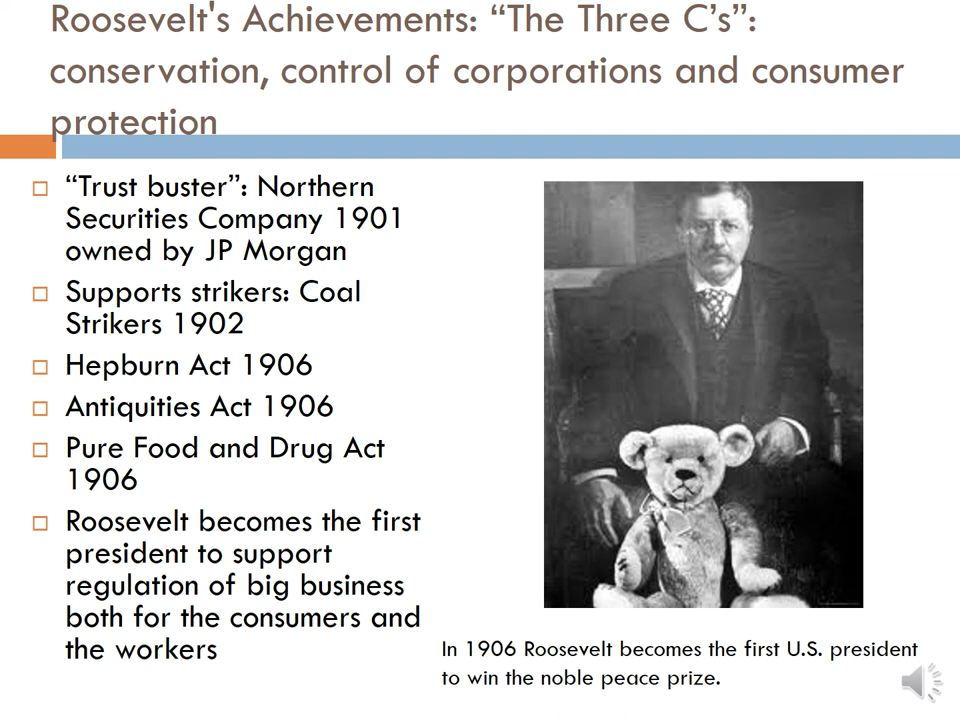 Roosevelt's Achievements: “The Three C’s”:
conservation, control of corporations and consumer
protection
“Trust buster”: Northern
Securities Company 1901
owned by JP Morgan
Supports strikers: Coal
Strikers 1902
Hepburn Act 1906
Antiquities Act 1906
Pure Food and Drug Act
1906
Roosevelt becomes the first
president to support
regulation of big business
both for the consumers and
the workers
In 1906 Roosevelt becomes the first U.S. president
to win the noble peace prize.